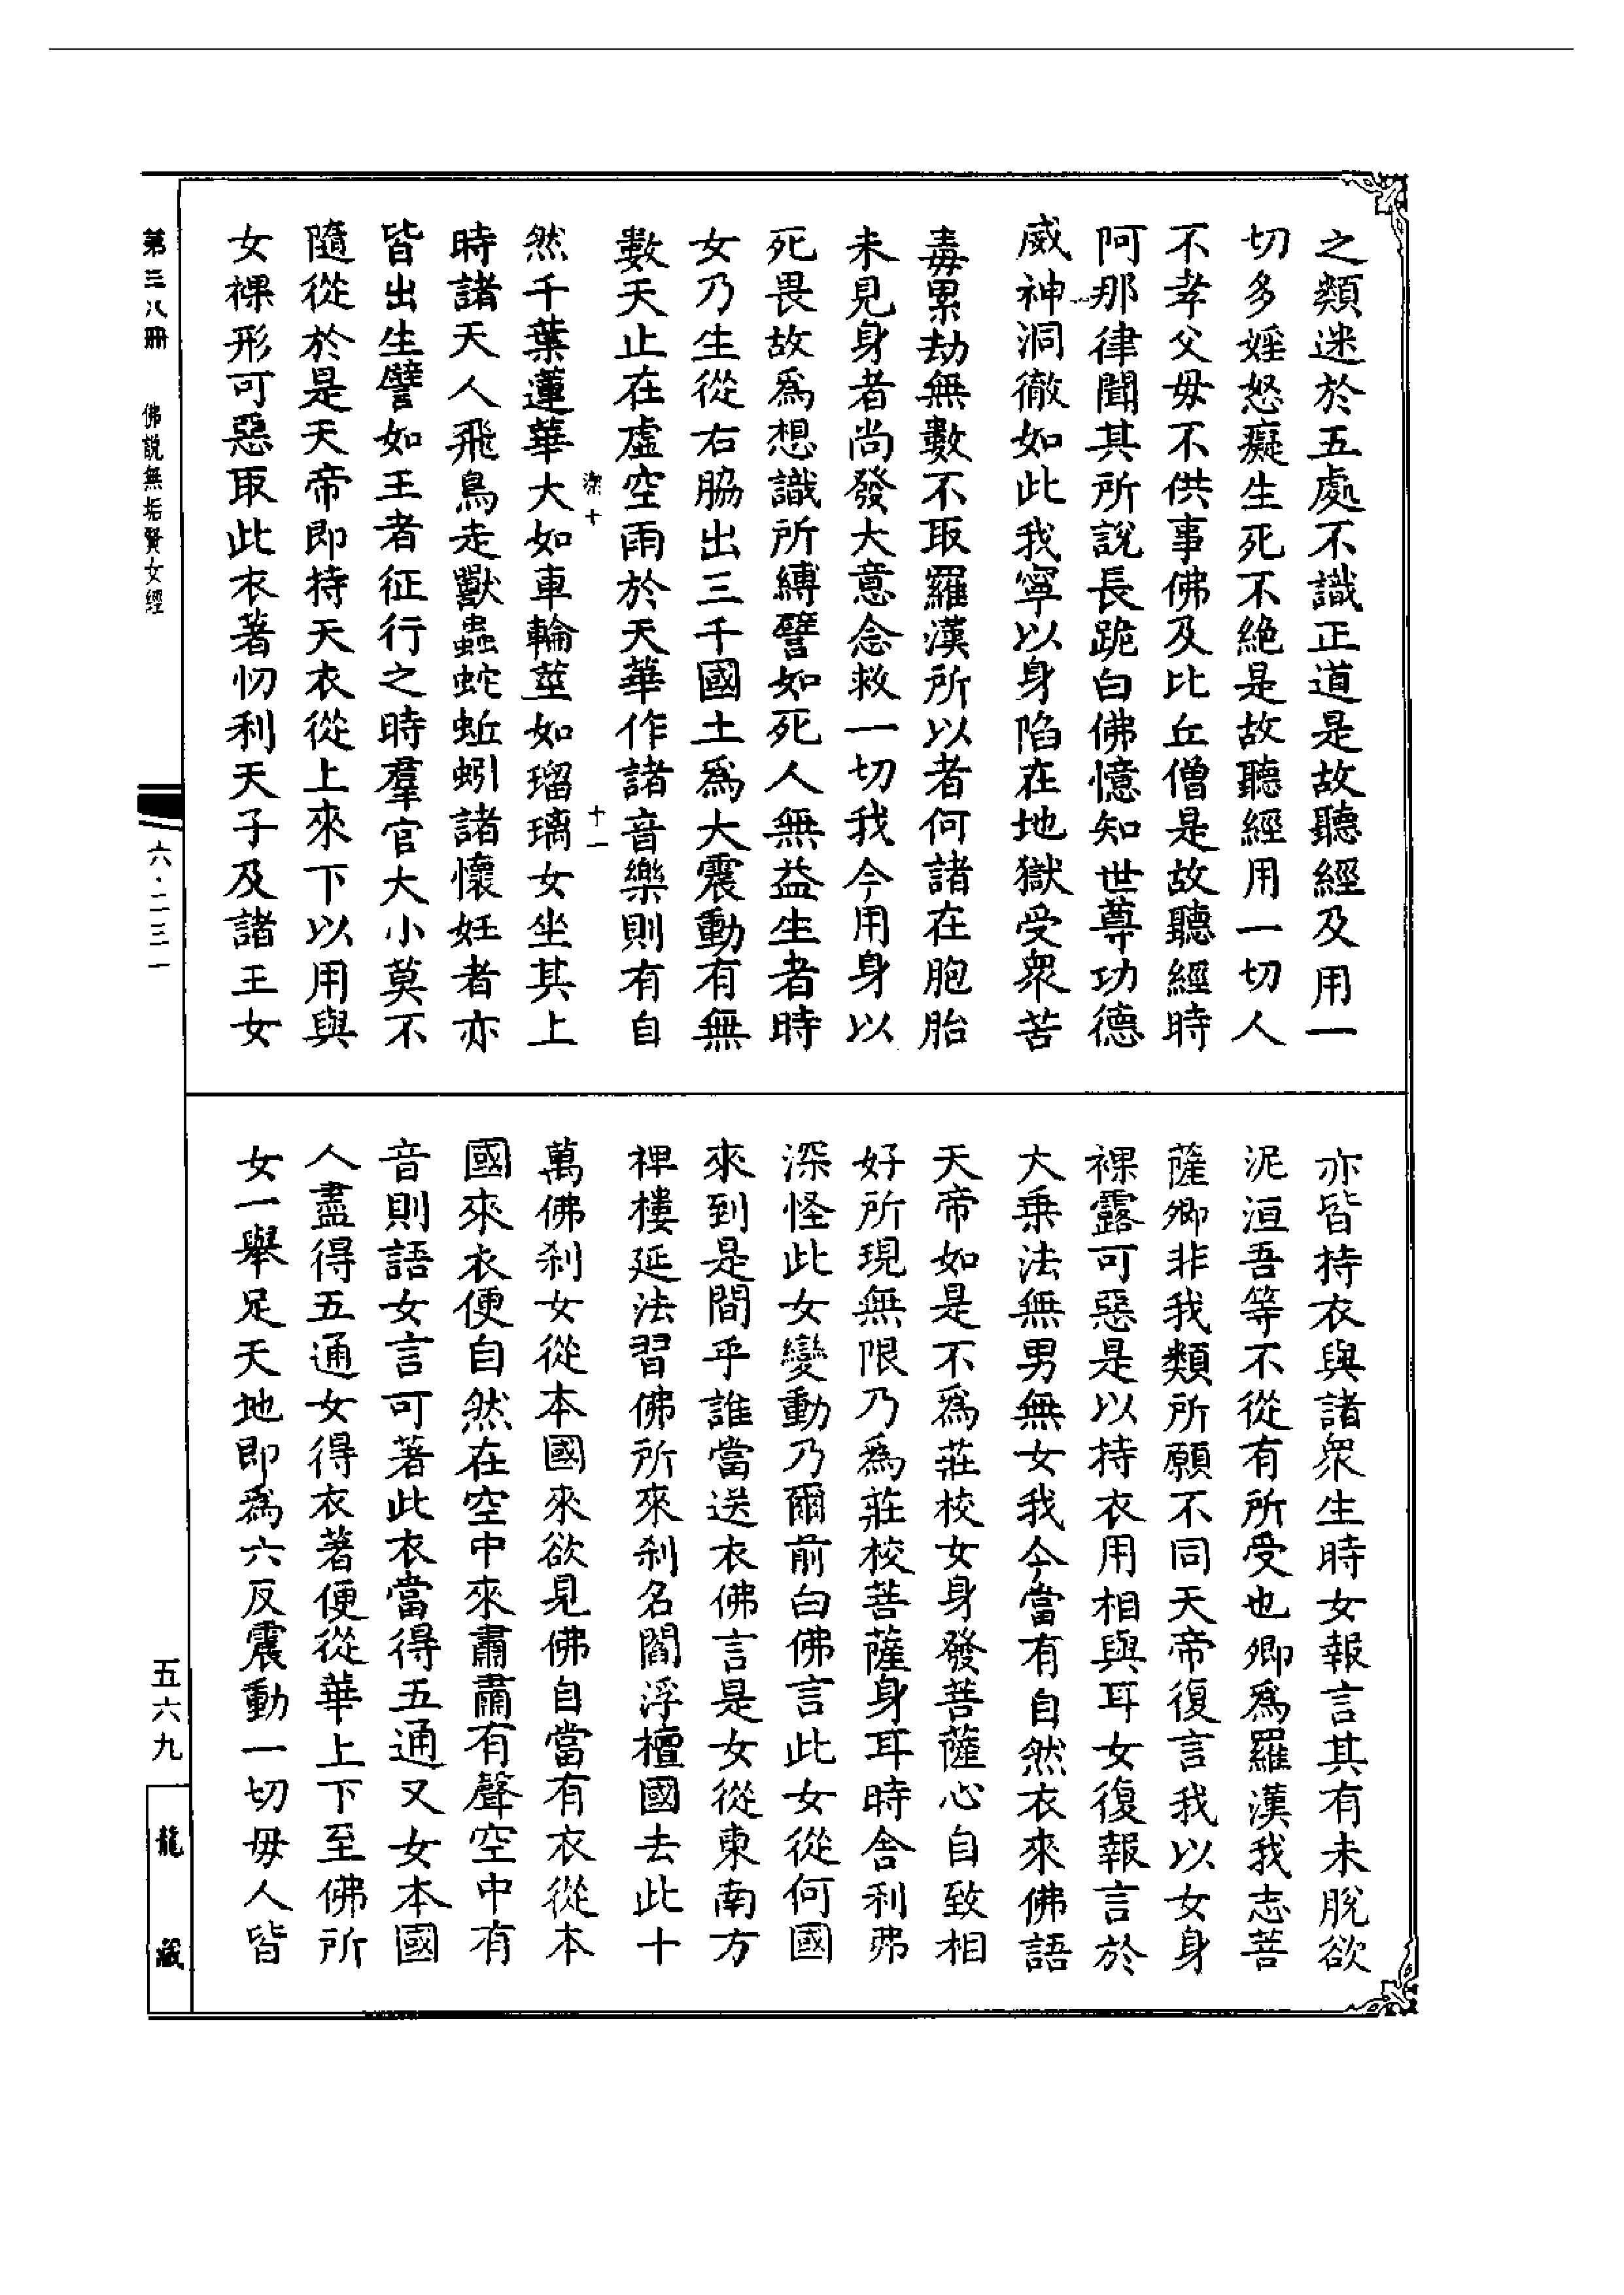 之類迷於五處不識正道是故聽經及用一
切多婬怒癡生死不絶是故聽經用一切人
不孝父母不供事佛及比丘僧是故聽經時
阿那律聞其所說長跪白佛憶知世尊功德
威神洞徹如此我寧以身陷在地獄受衆苦
毒累劫無數不取羅漢所以者何諸在胞胎
未見身者尚發大意念救一切我今用身以
死畏故爲想識所縛譬如死人無益生者時
女乃生從右脇出三千國土爲大震動有無
數天止在虛空雨於天華作諸音樂則有自
潔十
十一
然千葉蓮華大如車輪莖如瑠璃女坐其上
時諸天人飛鳥走獸蟲蛇蚯蚓諸懷妊者亦
皆出生譬如王者征行之時羣官大小莫不
隨從於是天帝即持天衣從上來下以用與
女裸形可惡取此衣著忉利天子及諸王女
亦皆持衣與諸衆生時女報言其有未脫欲
泥洹吾等不從有所受也卿爲羅漢我志菩
薩卿非我類所願不同天帝復言我以女身
裸露可惡是以持衣用相與耳女復報言於
大乗法無男無女我今當有自然衣來佛語
天帝如是不爲莊校女身發菩薩心自致相
好所現無限乃爲莊校菩薩身耳時舍利弗
深怪此女變動乃爾前白佛言此女從何國
來到是間乎誰當送衣佛言是女從東南方
禆樓延法習佛所來刹名閻浮檀國去此十
萬佛刹女從本國來欲見佛自當有衣從本
國來衣便自然在空中來肅肅有聲空中有
音則語女言可著此衣當得五通又女本國
人盡得五通女得衣著便從華上下至佛所
女一舉足天地即爲六反震動一切毋人皆
第三八冊
佛說無垢賢女經
六·二三一
五六九
龍藏